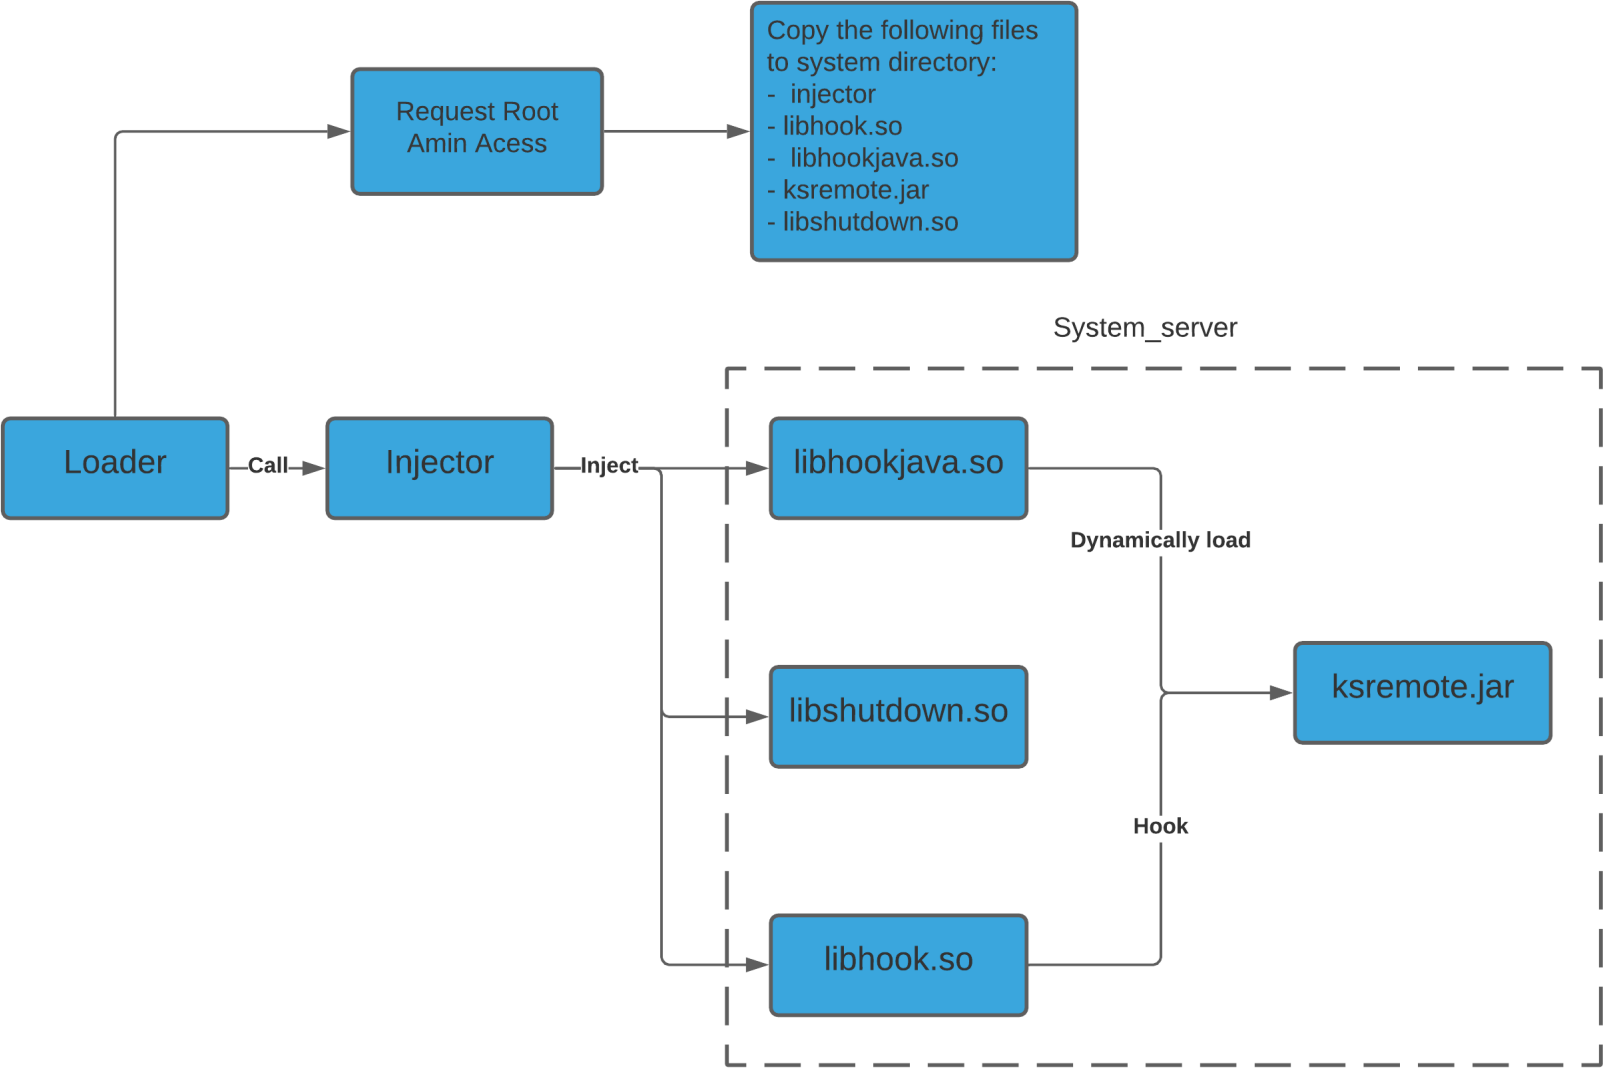 Copy the following files
to system directory:
-  injector
- libhook.so
-  libhookjava.so
- ksremote.jar
- libshutdown.so
Request Root
Amin Acess
System_server
Loader
Call
Injector
Inject
libhookjava.so
Dynamically load
libshutdown.so
ksremote.jar
Hook
libhook.so